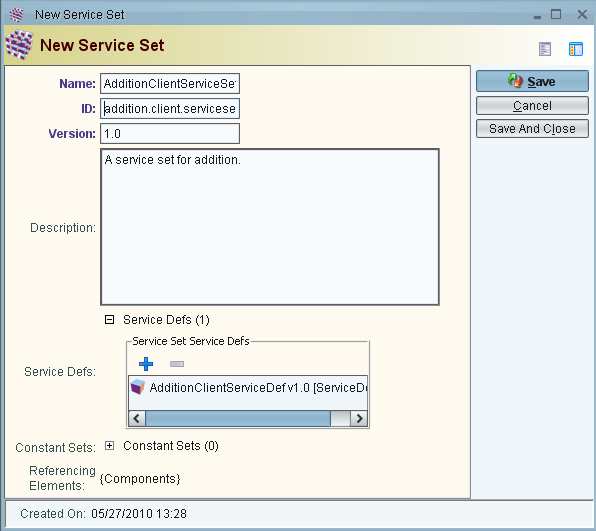 New Service Set
New Service Set
Name: AdditionClientServiceSe
Save
ID: addition.client.servicese
Cancel
Version: 1.0
Save And Close
A service set for addition.
Description:
Service Defs (1)
Service Set Service Defs
Service Defs:
AdditionClientServiceDef v1.0 [ServiceDe
Constant Sets: Constant Sets (0)
Referencing
Elements: {Components}
Created On: 05/27/2010 13:28